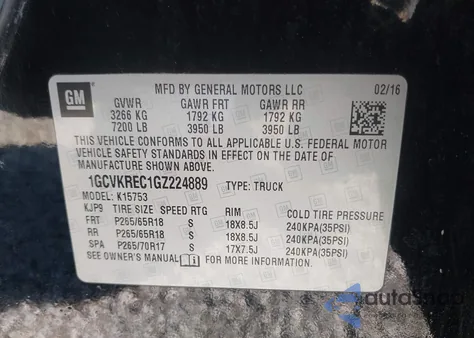 GM
MFD BY GENERAL MOTORS LLC
02/16
GVWR GAWR FRT GAWR RR
3266 KG 1792 KG 1792 KG
7200 LB 3950 LB 3950 LB
THIS VEHICLE CONFORMS TO ALL APPLICABLE U.S. FEDERAL MOTOR
VEHICLE SAFETY, BUMPER, AND THEFT PREVENTION STANDARDS IN EFFECT ON THE DATE OF
MANUFACTURE SHOWN ABOVE.
1GCVKREC1GZ224889 TYPE: TRUCK
MODEL: K15753
KJP9 TIRE SIZE SPEED RTG RIM COLD TIRE PRESSURE
FRT P265/65R18 S 18X8.5J 240KPA(35PSI)
RR P265/65R18 S 18X8.5J 240KPA(35PSI)
SPA P265/70R17 S 17X7.5J 240KPA(35PSI)
SEE OWNER'S MANUAL FOR MORE INFORMATION